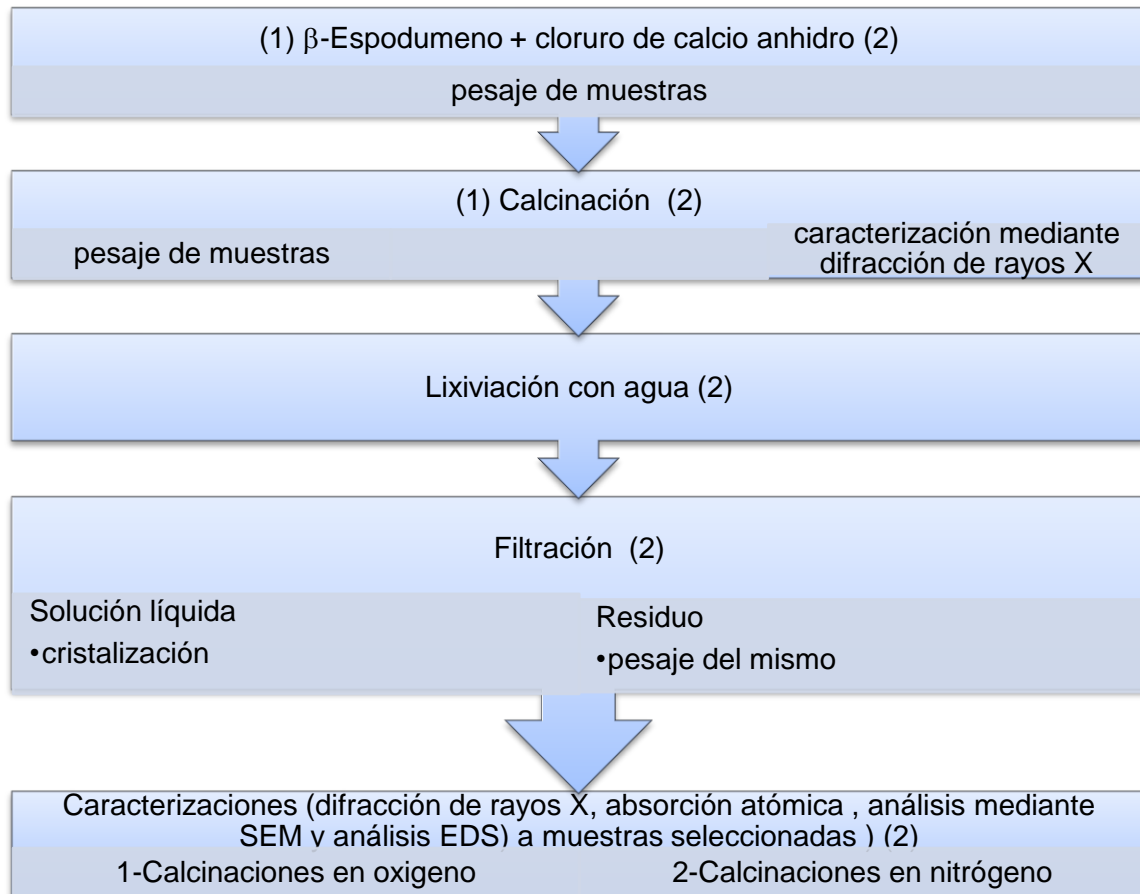 (1) β-Espodumeno + cloruro de calcio anhidro (2)
pesaje de muestras
(1) Calcinación (2)
pesaje de muestras
caracterización mediante
difracción de rayos X
Lixiviación con agua (2)
Filtración (2)
Solución líquida
•cristalización
Residuo
•pesaje del mismo
Caracterizaciones (difracción de rayos X, absorción atómica , análisis mediante
SEM y análisis EDS) a muestras seleccionadas ) (2)
1-Calcinaciones en oxigeno
2-Calcinaciones en nitrógeno